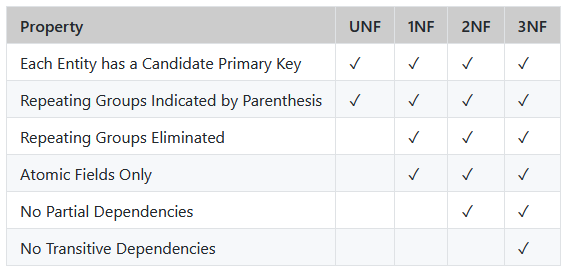 Property UNF 1NF 2NF 3NF
Each Entity has a Candidate Primary Key ✓ ✓ ✓ ✓
Repeating Groups Indicated by Parenthesis ✓ ✓ ✓ ✓
Repeating Groups Eliminated ✓ ✓ ✓
Atomic Fields Only ✓ ✓ ✓
No Partial Dependencies ✓ ✓
No Transitive Dependencies ✓